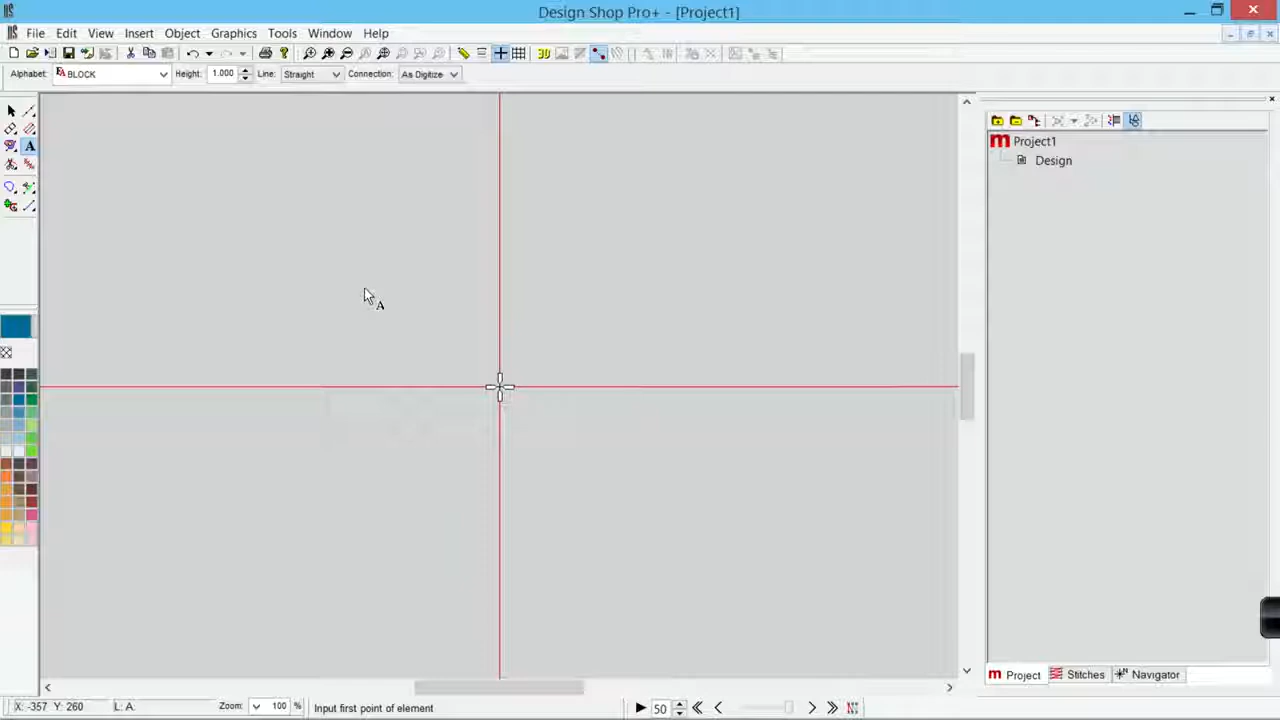 Design Shop Pro+ - [Project1]
File Edit View Insert Object Graphics Tools Window Help
3D
Alphabet: BLOCK Height: 1.000 Line: Straight Connection: As Digitize
A
A
m Project1
Design
X: -357 Y: 260 L: A: Zoom: 100 % Input first point of element 50
m Project Stitches Navigator